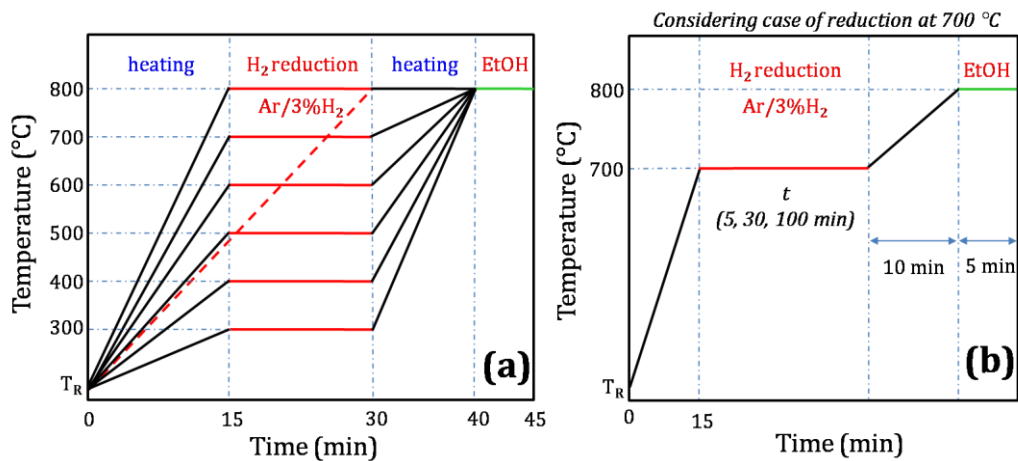 heating
H₂ reduction
heating
EtOH
Ar/3%H₂
800
700
600
500
400
300
T_R
Temperature (°C)
0
15
30
40
45
Time (min)
(a)
Considering case of reduction at 700 °C
H₂ reduction
EtOH
Ar/3%H₂
800
700
T_R
Temperature (°C)
t
(5, 30, 100 min)
10 min
5 min
0
15
Time (min)
(b)